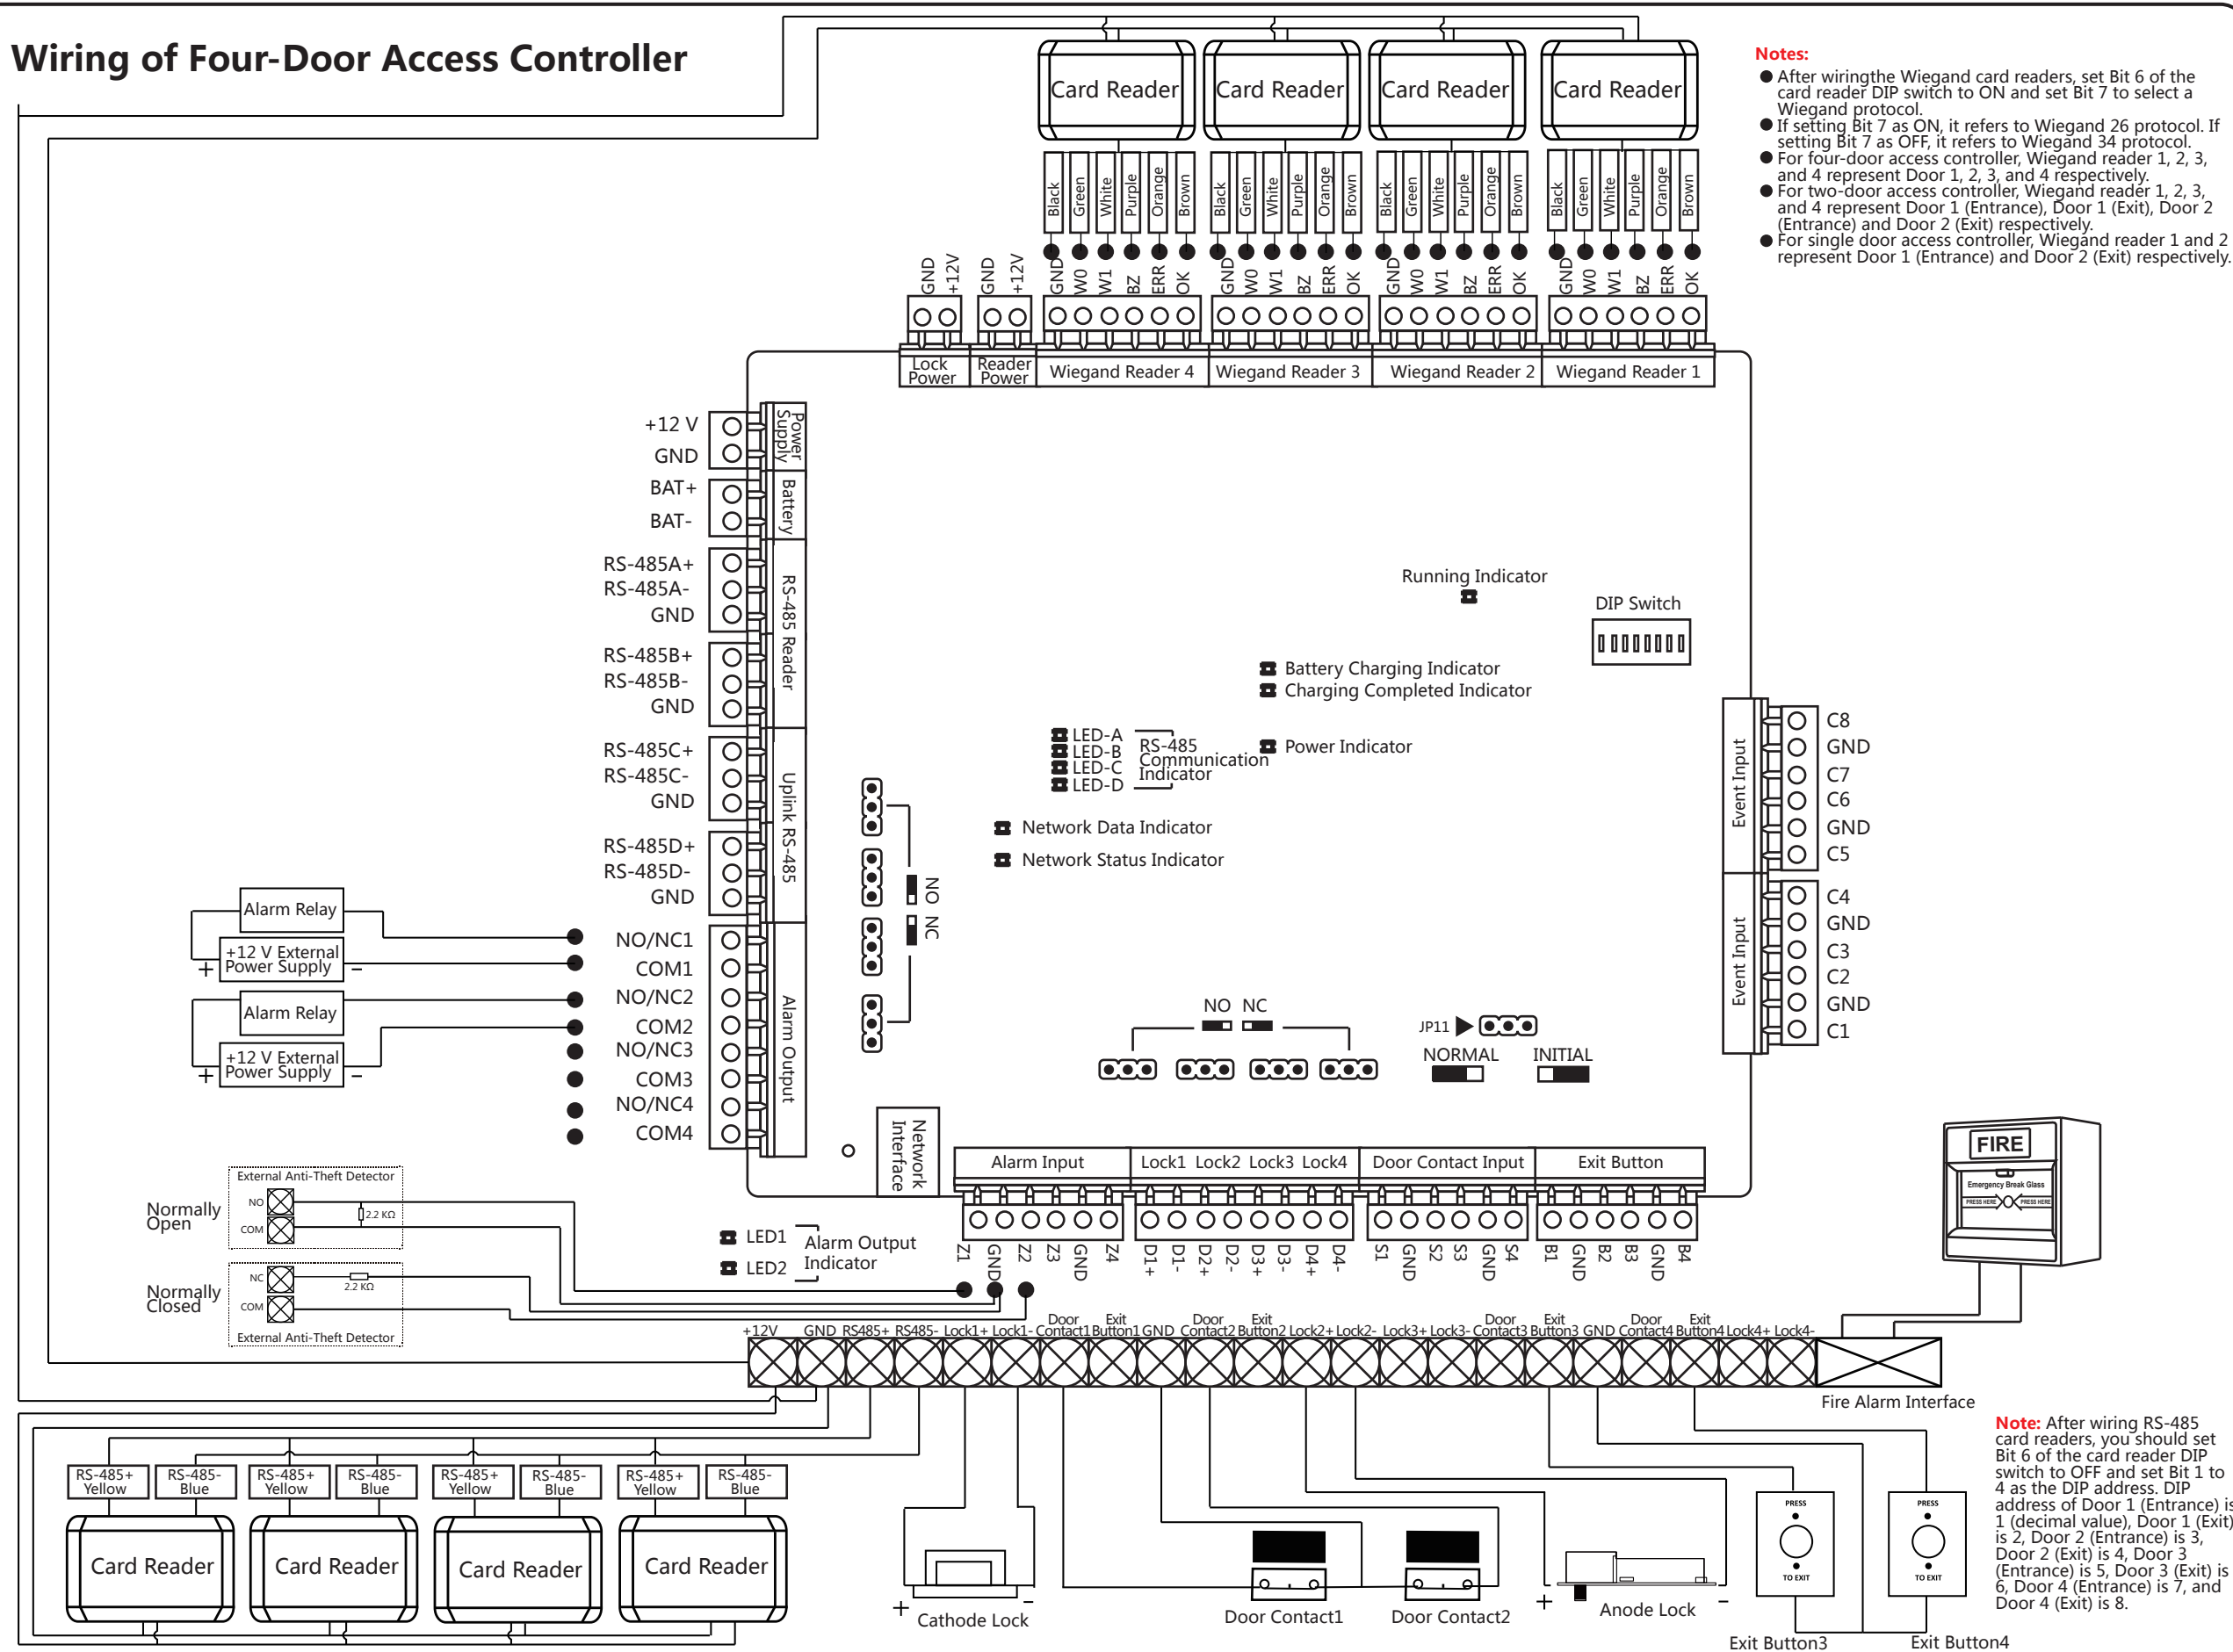 Wiring of Four-Door Access Controller
Card Reader
Card Reader
Card Reader
Card Reader
Notes:
● After wiringthe Wiegand card readers, set Bit 6 of the
card reader DIP switch to ON and set Bit 7 to select a
Wiegand protocol.
● If setting Bit 7 as ON, it refers to Wiegand 26 protocol. If
setting Bit 7 as OFF, it refers to Wiegand 34 protocol.
● For four-door access controller, Wiegand reader 1, 2, 3,
and 4 represent Door 1, 2, 3, and 4 respectively.
● For two-door access controller, Wiegand reader 1, 2, 3,
and 4 represent Door 1 (Entrance), Door 1 (Exit), Door 2
(Entrance) and Door 2 (Exit) respectively.
● For single door access controller, Wiegand reader 1 and 2
represent Door 1 (Entrance) and Door 2 (Exit) respectively.
Black Green White Purple Orange Brown
Black Green White Purple Orange Brown
Black Green White Purple Orange Brown
Black Green White Purple Orange Brown
GND +12V
GND +12V
GND W0 W1 BZ ERR OK
GND W0 W1 BZ ERR OK
GND W0 W1 BZ ERR OK
GND W0 W1 BZ ERR OK
Lock
Power
Reader
Power
Wiegand Reader 4
Wiegand Reader 3
Wiegand Reader 2
Wiegand Reader 1
+12 V
GND
Power
Supply
BAT+
BAT-
Battery
RS-485A+
RS-485A-
GND
RS-485B+
RS-485B-
GND
RS-485 Reader
RS-485C+
RS-485C-
GND
RS-485D+
RS-485D-
GND
Uplink RS-485
NO/NC1
COM1
NO/NC2
COM2
NO/NC3
COM3
NO/NC4
COM4
Alarm Output
Alarm Relay
+12 V External
Power Supply
+ -
Alarm Relay
+12 V External
Power Supply
+ -
Running Indicator
DIP Switch
Battery Charging Indicator
Charging Completed Indicator
LED-A
LED-B
LED-C
LED-D
RS-485
Communication
Indicator
Power Indicator
Network Data Indicator
Network Status Indicator
NO
NC
NO NC
JP11
NORMAL INITIAL
Event Input
C8
GND
C7
C6
GND
C5
Event Input
C4
GND
C3
C2
GND
C1
Network
Interface
Alarm Input
Lock1 Lock2 Lock3 Lock4
Door Contact Input
Exit Button
Z1 GND Z2 Z3 GND Z4
D1+ D1- D2+ D2- D3+ D3- D4+ D4-
S1 GND S2 S3 GND S4
B1 GND B2 B3 GND B4
FIRE
Emergency Break Glass
PRESS HERE PRESS HERE
Normally
Open
External Anti-Theft Detector
NO
COM
2.2 KΩ
Normally
Closed
NC
COM
2.2 KΩ
External Anti-Theft Detector
LED1
LED2
Alarm Output
Indicator
+12V GND RS485+ RS485- Lock1+ Lock1- Door Contact1 Exit Button1 GND Door Contact2 Exit Button2 Lock2+ Lock2- Lock3+ Lock3- Door Contact3 Exit Button3 GND Door Contact4 Exit Button4 Lock4+ Lock4-
Fire Alarm Interface
Note: After wiring RS-485
card readers, you should set
Bit 6 of the card reader DIP
switch to OFF and set Bit 1 to
4 as the DIP address. DIP
address of Door 1 (Entrance) is
1 (decimal value), Door 1 (Exit)
is 2, Door 2 (Entrance) is 3,
Door 2 (Exit) is 4, Door 3
(Entrance) is 5, Door 3 (Exit) is
6, Door 4 (Entrance) is 7, and
Door 4 (Exit) is 8.
RS-485+
Yellow
RS-485-
Blue
RS-485+
Yellow
RS-485-
Blue
RS-485+
Yellow
RS-485-
Blue
RS-485+
Yellow
RS-485-
Blue
Card Reader
Card Reader
Card Reader
Card Reader
+ -
Cathode Lock
Door Contact1
Door Contact2
+ -
Anode Lock
PRESS
TO EXIT
PRESS
TO EXIT
Exit Button3
Exit Button4